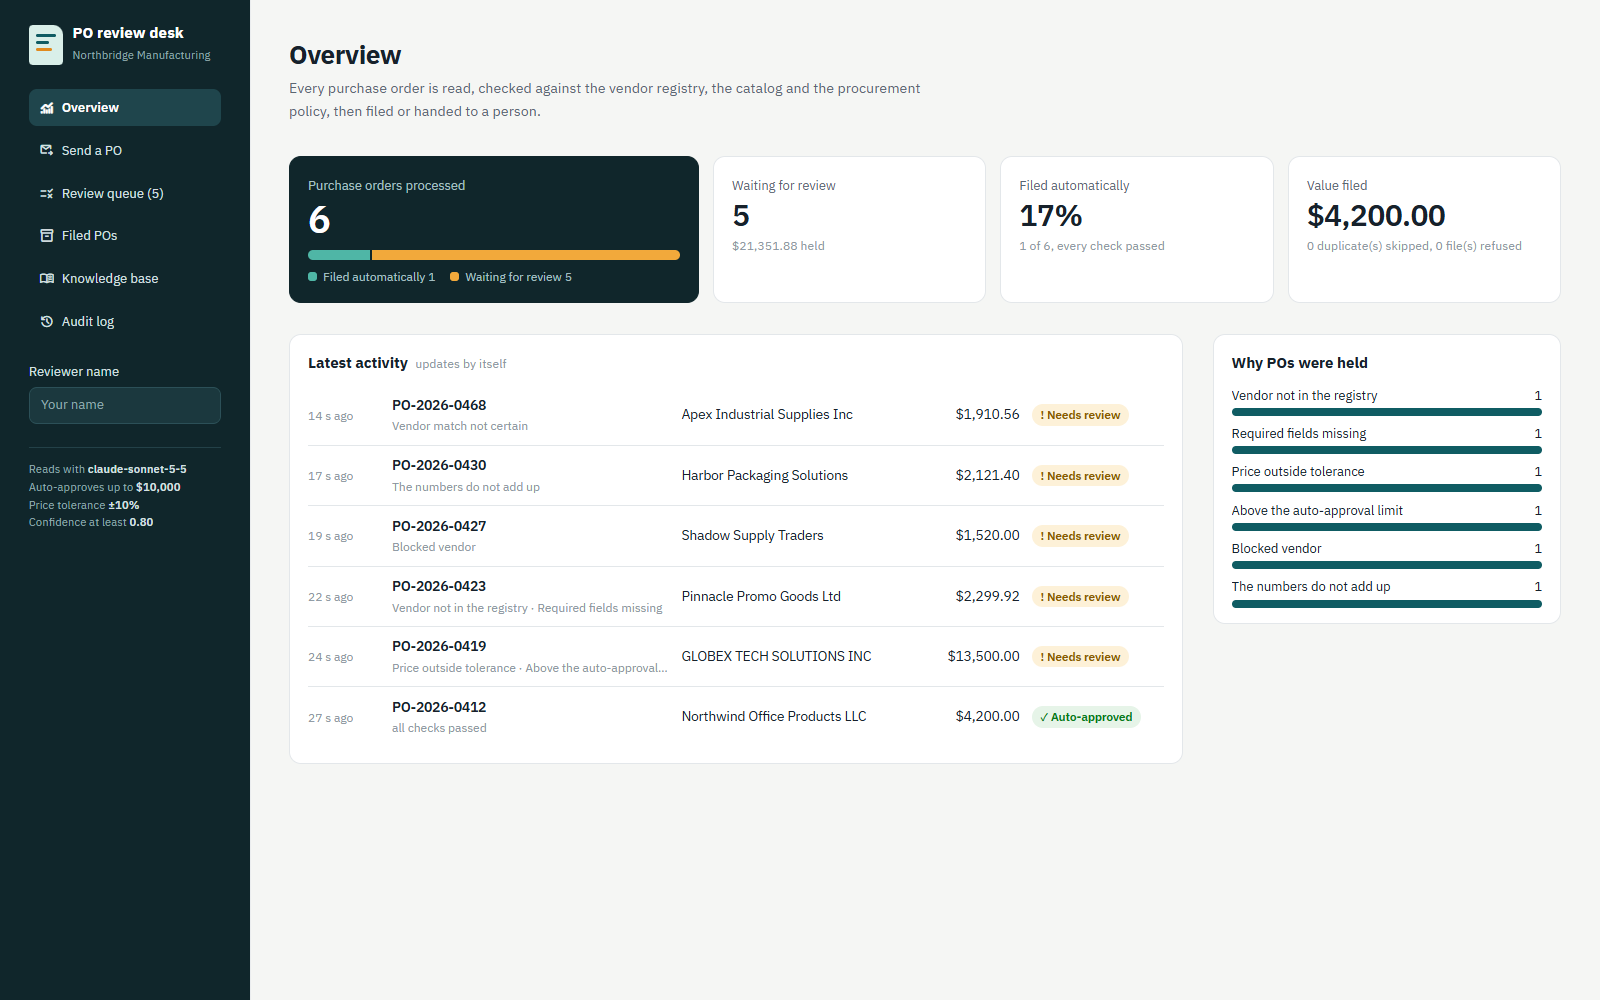 PO review desk
Northbridge Manufacturing
Overview
Send a PO
Review queue (5)
Filed POs
Knowledge base
Audit log
Reviewer name
Your name
Reads with claude-sonnet-5-5
Auto-approves up to $10,000
Price tolerance ±10%
Confidence at least 0.80
Overview
Every purchase order is read, checked against the vendor registry, the catalog and the procurement
policy, then filed or handed to a person.
Purchase orders processed
6
Filed automatically 1 Waiting for review 5
Waiting for review
5
$21,351.88 held
Filed automatically
17%
1 of 6, every check passed
Value filed
$4,200.00
0 duplicate(s) skipped, 0 file(s) refused
Latest activity updates by itself
14 s ago PO-2026-0468 Apex Industrial Supplies Inc $1,910.56 ! Needs review
Vendor match not certain
17 s ago PO-2026-0430 Harbor Packaging Solutions $2,121.40 ! Needs review
The numbers do not add up
19 s ago PO-2026-0427 Shadow Supply Traders $1,520.00 ! Needs review
Blocked vendor
22 s ago PO-2026-0423 Pinnacle Promo Goods Ltd $2,299.92 ! Needs review
Vendor not in the registry · Required fields missing
24 s ago PO-2026-0419 GLOBEX TECH SOLUTIONS INC $13,500.00 ! Needs review
Price outside tolerance · Above the auto-approval...
27 s ago PO-2026-0412 Northwind Office Products LLC $4,200.00 ✓ Auto-approved
all checks passed
Why POs were held
Vendor not in the registry 1
Required fields missing 1
Price outside tolerance 1
Above the auto-approval limit 1
Blocked vendor 1
The numbers do not add up 1